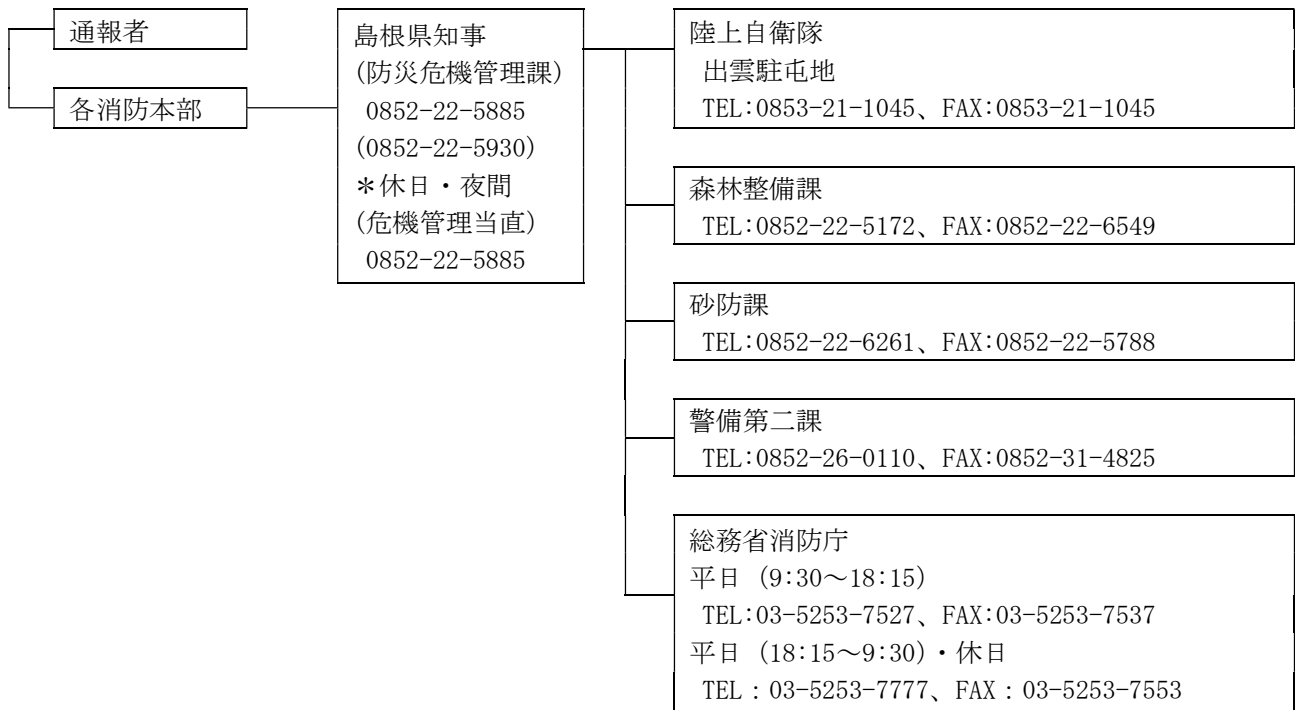 通報者
各消防本部
島根県知事
(防災危機管理課)
0852-22-5885
(0852-22-5930)
＊休日・夜間
(危機管理当直)
0852-22-5885
陸上自衛隊
出雲駐屯地
TEL:0853-21-1045、FAX:0853-21-1045
森林整備課
TEL:0852-22-5172、FAX:0852-22-6549
砂防課
TEL:0852-22-6261、FAX:0852-22-5788
警備第二課
TEL:0852-26-0110、FAX:0852-31-4825
総務省消防庁
平日 (9:30～18:15)
TEL:03-5253-7527、FAX:03-5253-7537
平日 (18:15～9:30)・休日
TEL：03-5253-7777、FAX：03-5253-7553